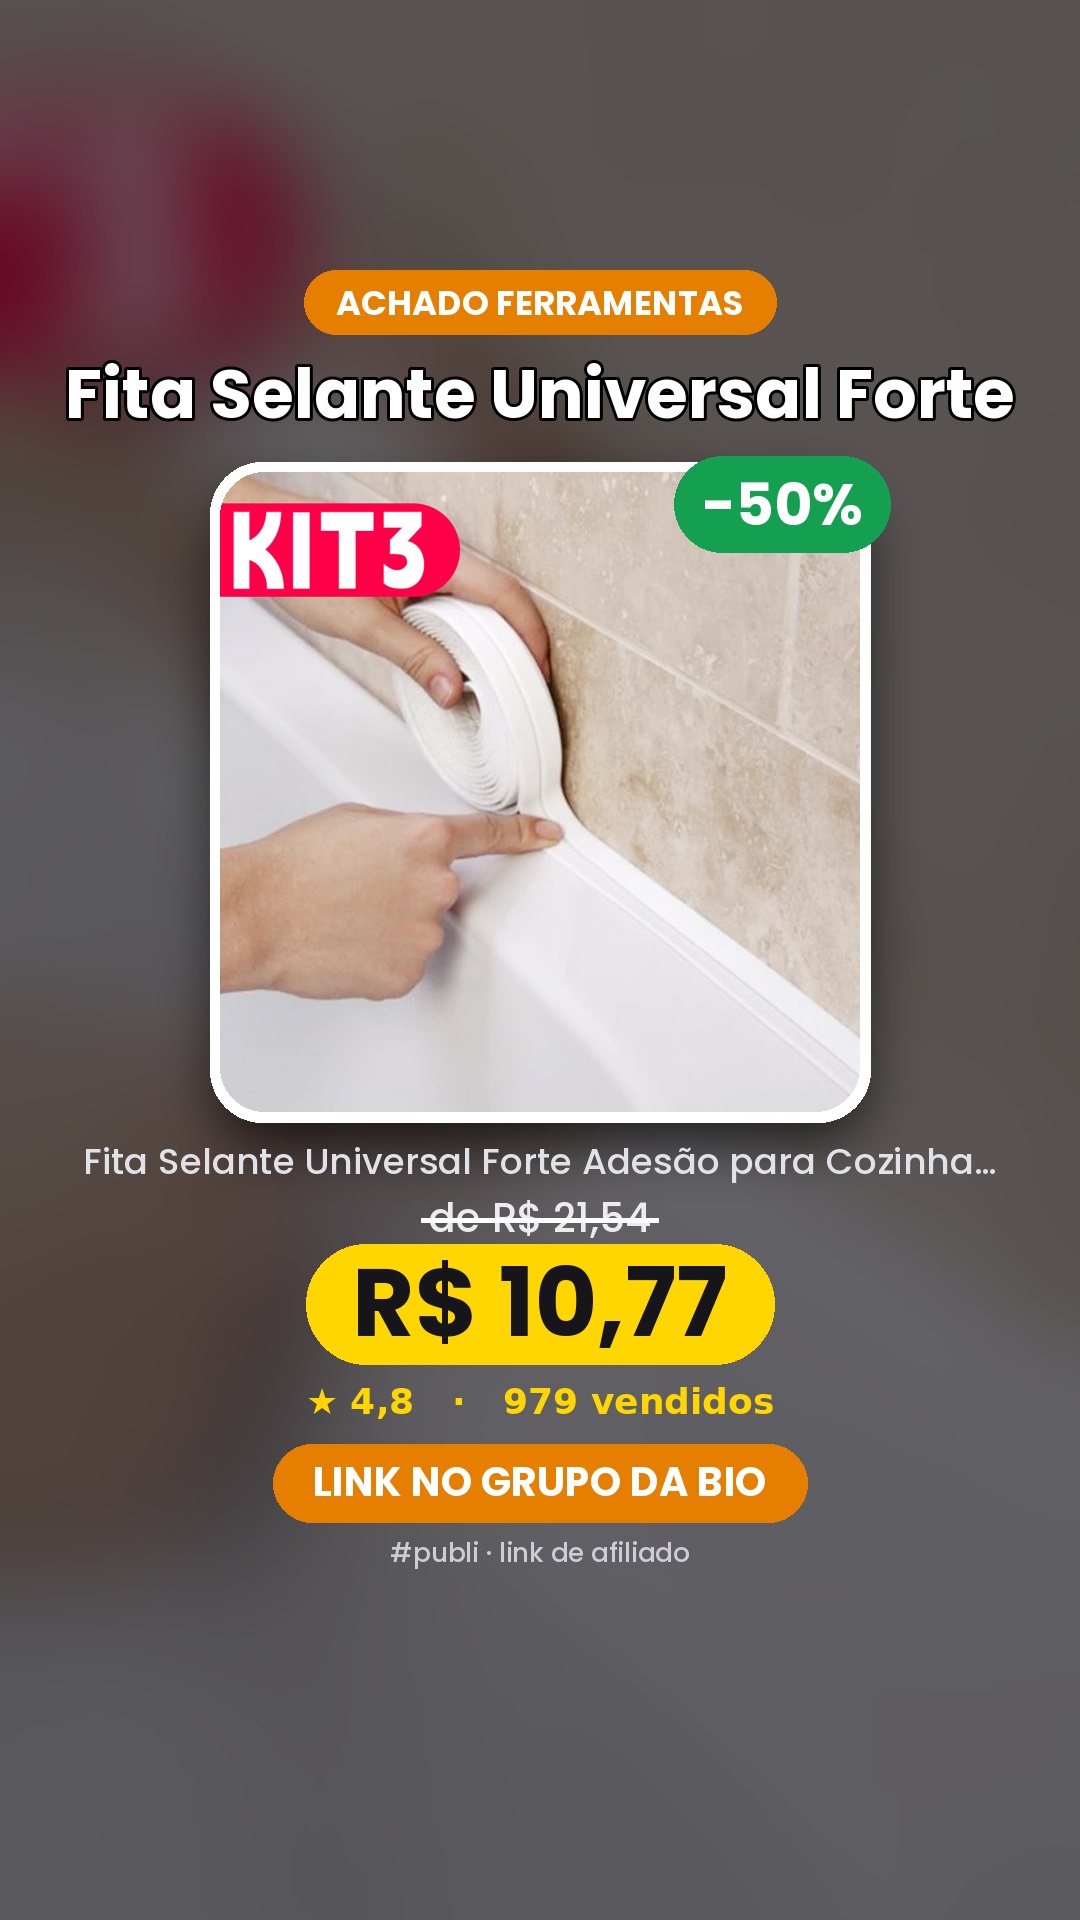 ACHADO FERRAMENTAS
Fita Selante Universal Forte
-50%
KIT3
Fita Selante Universal Forte Adesão para Cozinha...
de R$ 21,54
R$ 10,77
★ 4,8 · 979 vendidos
LINK NO GRUPO DA BIO
#publi · link de afiliado